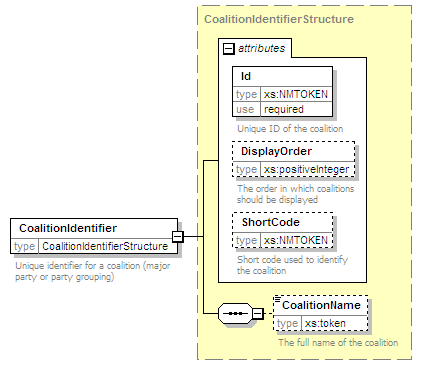 CoalitionIdentifierStructure
attributes
Id
type xs:NMTOKEN
use required
Unique ID of the coalition
DisplayOrder
type xs:positiveInteger
The order in which coalitions
should be displayed
ShortCode
type xs:NMTOKEN
Short code used to identify
the coalition
CoalitionIdentifier
type CoalitionIdentifierStructure
Unique identifier for a coalition (major
party or party grouping)
CoalitionName
type xs:token
The full name of the coalition